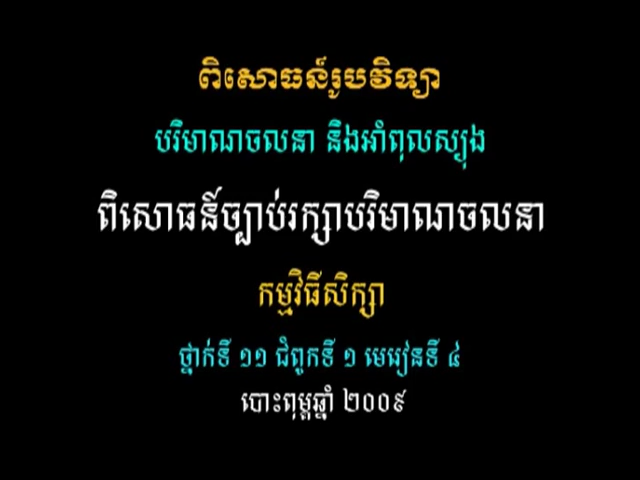 ពិសោធន៍រូបវិទ្យា
បរិមាណចលនា និងអាំពុលស្យុង
ពិសោធន៍ច្បាប់រក្សាបរិមាណចលនា
កម្មវិធីសិក្សា
ថ្នាក់ទី ១១ ជំពូកទី ១ មេរៀនទី ៤
បោះពុម្ពឆ្នាំ ២០០៩